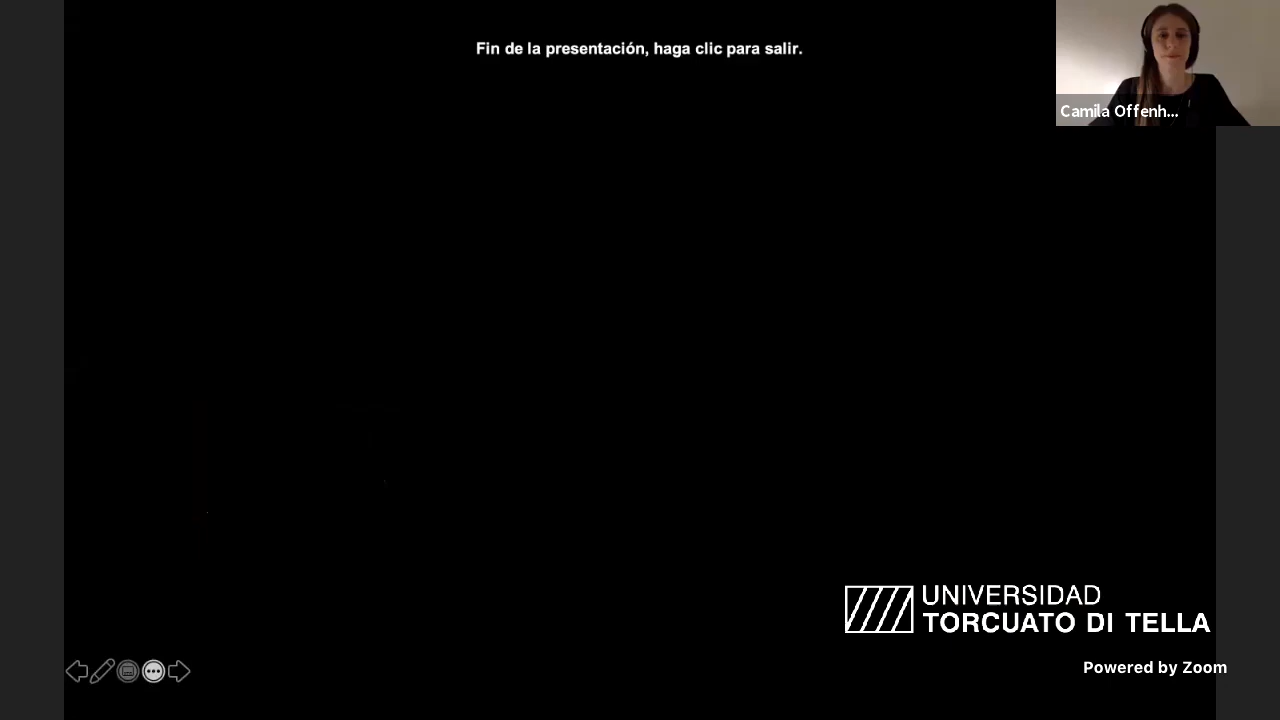 Fin de la presentación, haga clic para salir.
Camila Offenh...
UNIVERSIDAD
TORCUATO DI TELLA
Powered by Zoom